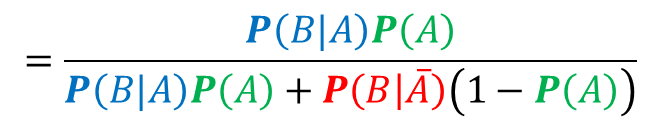 = P(B|A)P(A) / P(B|A)P(A) + P(B|Ā)(1 − P(A))